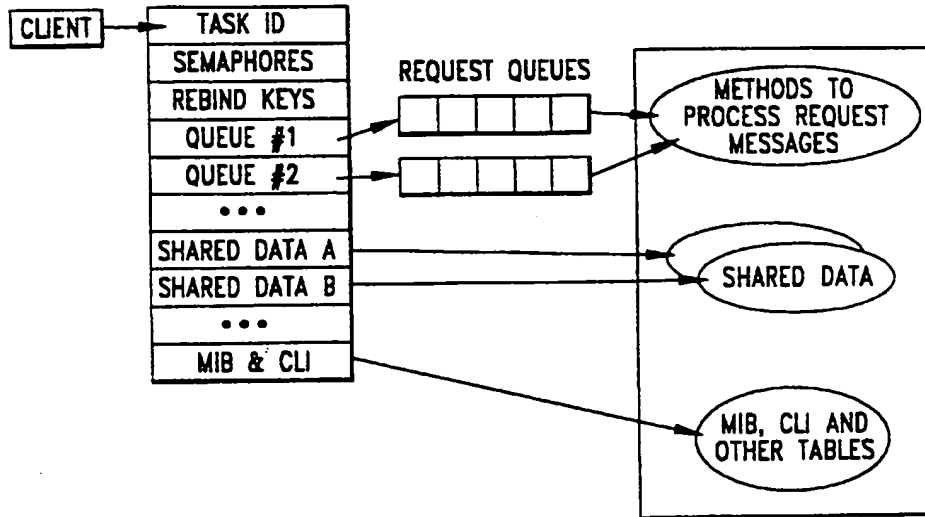 CLIENT
TASK ID
SEMAPHORES
REBIND KEYS
QUEUE #1
QUEUE #2
•••
SHARED DATA A
SHARED DATA B
•••
MIB & CLI
REQUEST QUEUES
METHODS TO
PROCESS REQUEST
MESSAGES
SHARED DATA
MIB, CLI AND
OTHER TABLES